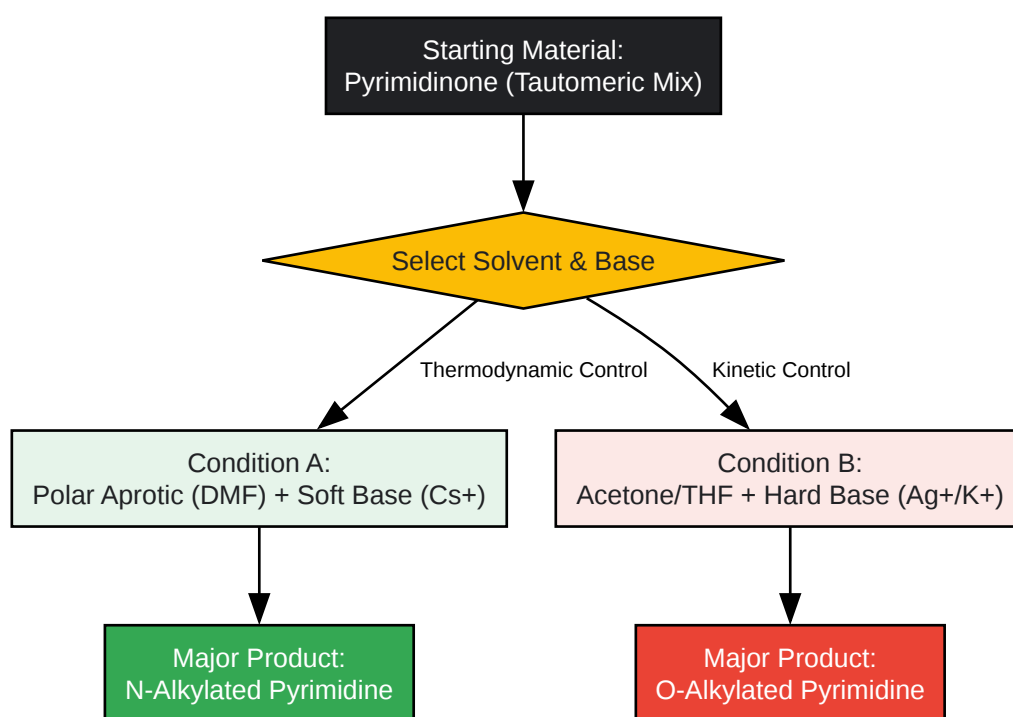 Starting Material:
Pyrimidinone (Tautomeric Mix)
Select Solvent & Base
Thermodynamic Control
Kinetic Control
Condition A:
Polar Aprotic (DMF) + Soft Base (Cs+)
Condition B:
Acetone/THF + Hard Base (Ag+/K+)
Major Product:
N-Alkylated Pyrimidine
Major Product:
O-Alkylated Pyrimidine